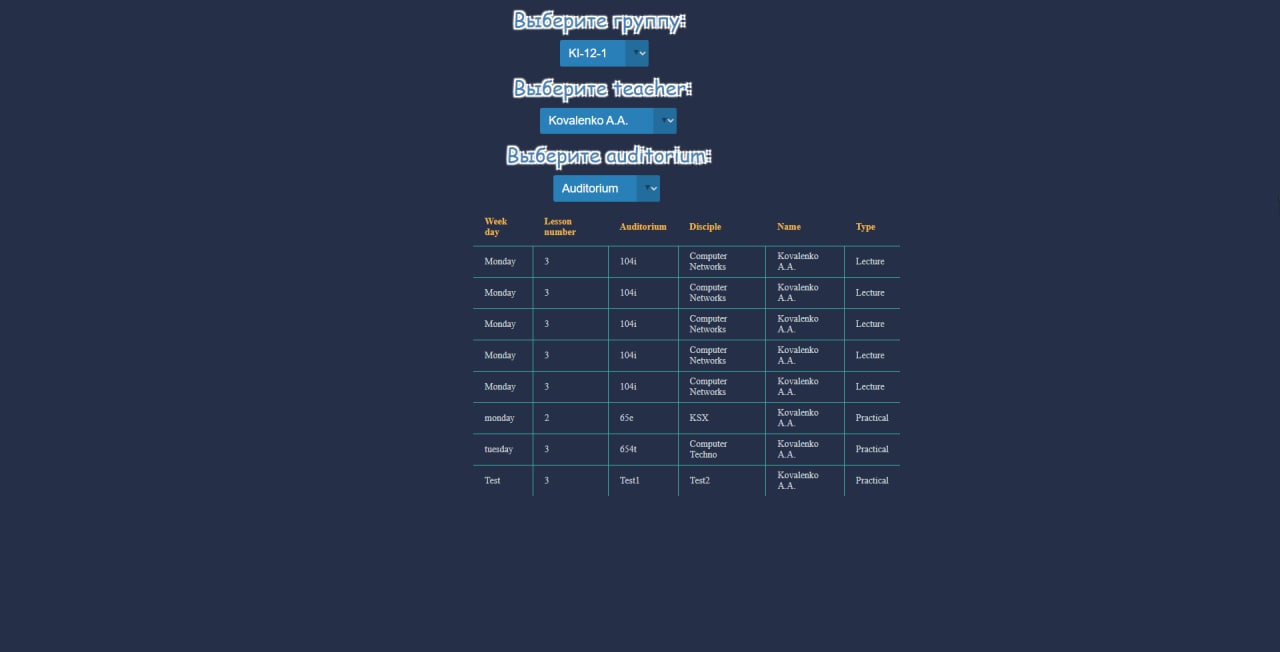 Выберите группу:
KI-12-1
Выберите teacher:
Kovalenko A.A.
Выберите auditorium:
Auditorium
Week day Lesson number Auditorium Disciple Name Type
Monday 3 104i Computer Networks Kovalenko A.A. Lecture
Monday 3 104i Computer Networks Kovalenko A.A. Lecture
Monday 3 104i Computer Networks Kovalenko A.A. Lecture
Monday 3 104i Computer Networks Kovalenko A.A. Lecture
Monday 3 104i Computer Networks Kovalenko A.A. Lecture
monday 2 65e KSX Kovalenko A.A. Practical
tuesday 3 654t Computer Techno Kovalenko A.A. Practical
Test 3 Test1 Test2 Kovalenko A.A. Practical